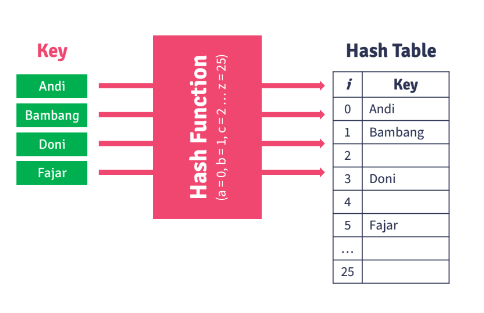 Key
Andi
Bambang
Doni
Fajar
Hash Function
(a = 0, b = 1, c = 2 ... z = 25)
Hash Table
i Key
0 Andi
1 Bambang
2
3 Doni
4
5 Fajar
...
25